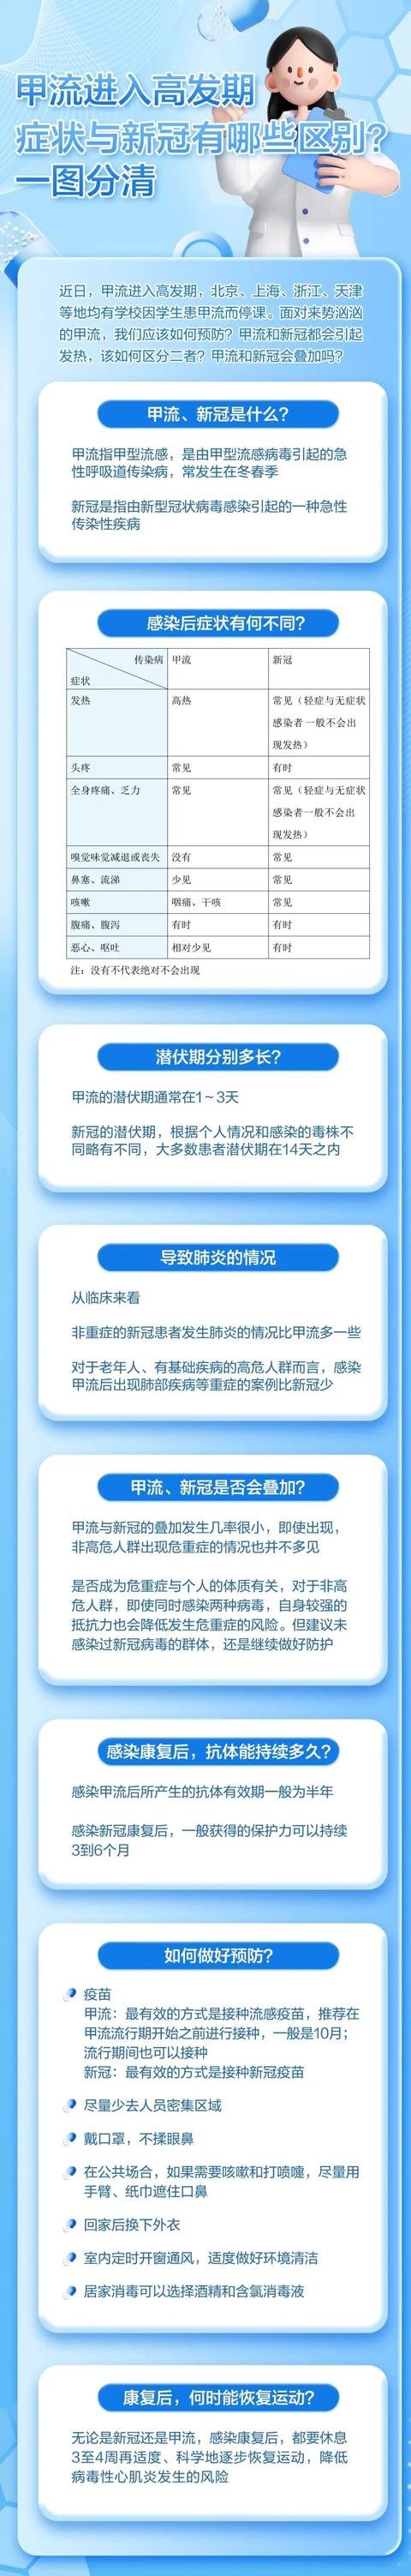 甲流进入高发期
症状与新冠有哪些区别？
一图分清
近日，甲流进入高发期，北京、上海、浙江、天津
等地均有学校因学生患甲流而停课。面对来势汹汹
的甲流，我们应该如何预防？甲流和新冠都会引起
发热，该如何区分二者？甲流和新冠会叠加吗？
甲流、新冠是什么？
甲流指甲型流感，是由甲型流感病毒引起的急
性呼吸道传染病，常发生在冬春季
新冠是指由新型冠状病毒感染引起的一种急性
传染性疾病
感染后症状有何不同？
传染病 甲流 新冠
症状
发热 高热 常见（轻症与无症状
感染者一般不会出
现发热）
头疼 常见 有时
全身疼痛、乏力 常见 常见（轻症与无症状
感染者一般不会出
现发热）
嗅觉味觉减退或丧失 没有 常见
鼻塞、流涕 少见 常见
咳嗽 咽痛、干咳 常见
腹痛、腹泻 有时 有时
恶心、呕吐 相对少见 有时
注：没有不代表绝对不会出现
潜伏期分别多长？
甲流的潜伏期通常在1～3天
新冠的潜伏期，根据个人情况和感染的毒株不
同略有不同，大多数患者潜伏期在14天之内
导致肺炎的情况
从临床来看
非重症的新冠患者发生肺炎的情况比甲流多一些
对于老年人、有基础疾病的高危人群而言，感染
甲流后出现肺部疾病等重症的案例比新冠少
甲流、新冠是否会叠加？
甲流与新冠的叠加发生几率很小，即使出现，
非高危人群出现危重症的情况也并不多见
是否成为危重症与个人的体质有关，对于非高
危人群，即使同时感染两种病毒，自身较强的
抵抗力也会降低发生危重症的风险。但建议未
感染过新冠病毒的群体，还是继续做好防护
感染康复后，抗体能持续多久？
感染甲流后所产生的抗体有效期一般为半年
感染新冠康复后，一般获得的保护力可以持续
3到6个月
如何做好预防？
疫苗
甲流：最有效的方式是接种流感疫苗，推荐在
甲流流行期开始之前进行接种，一般是10月；
流行期间也可以接种
新冠：最有效的方式是接种新冠疫苗
尽量少去人员密集区域
戴口罩，不揉眼鼻
在公共场合，如果需要咳嗽和打喷嚏，尽量用
手臂、纸巾遮住口鼻
回家后换下外衣
室内定时开窗通风，适度做好环境清洁
居家消毒可以选择酒精和含氯消毒液
康复后，何时能恢复运动？
无论是新冠还是甲流，感染康复后，都要休息
3至4周再适度、科学地逐步恢复运动，降低
病毒性心肌炎发生的风险